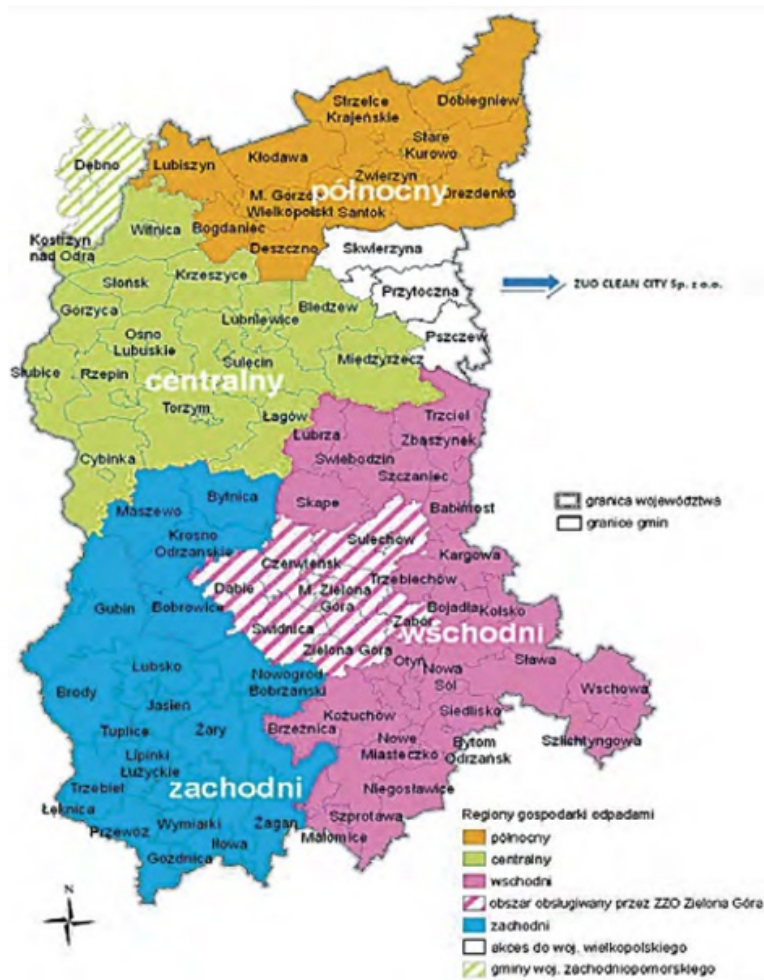 Dobiegniew
Strzelce
Krajeńskie
Stare
Kurowo
Kłodawa
Lubiszyn
Dębno
Zwierzyn
Drezdenko
północny
M. Gorzó
Wielkopolski Santok
Bogdaniec
Witnica
Kostrzyn
nad Odrą
Deszczno
Skwierzyna
Krzeszyce
Słońsk
Przytoczna
ZUO CLEAN CITY Sp. z o.o.
Górzyca
Bledzew
Lubniewice
Pszczew
Ośno
Lubuskie
Sulęcin
Międzyrzecz
Słubice
Rzepin
centralny
Torzym
Łagów
Trzciel
Lubrza
Zbąszynek
Cybinka
Świebodzin
Szczaniec
Bytnica
Skąpe
Maszewo
Babimost
granica województwa
granice gmin
Krosno
Odrzańskie
Sulechów
Kargowa
Czerwieńsk
Trzebiechów
Dąbie
M. Zielona
Góra
Gubin
Bobrowice
Bojadła
Kolsko
Zabór
Świdnica
wschodni
Zielona Góra
Otyń
Nowa
Sól
Sława
Lubsko
Nowogród
Bobrzański
Brody
Wschowa
Jasień
Kożuchów
Siedlisko
Tuplice
Żary
Brzeźnica
Nowe
Miasteczko
Bytom
Odrzańsk
Szlichtyngowa
Lipinki
Łużyckie
Trzebiel
zachodni
Niegosławice
Łęknica
Szprotawa
Przewóz
Wymiarki
Żagań
Małomice
Iłowa
Gozdnica
Regiony gospodarki odpadami
północny
centralny
wschodni
obszar obsługiwany przez ZZO Zielona Góra
zachodni
akces do woj. wielkopolskiego
gminy woj. zachodniopomorskiego
N